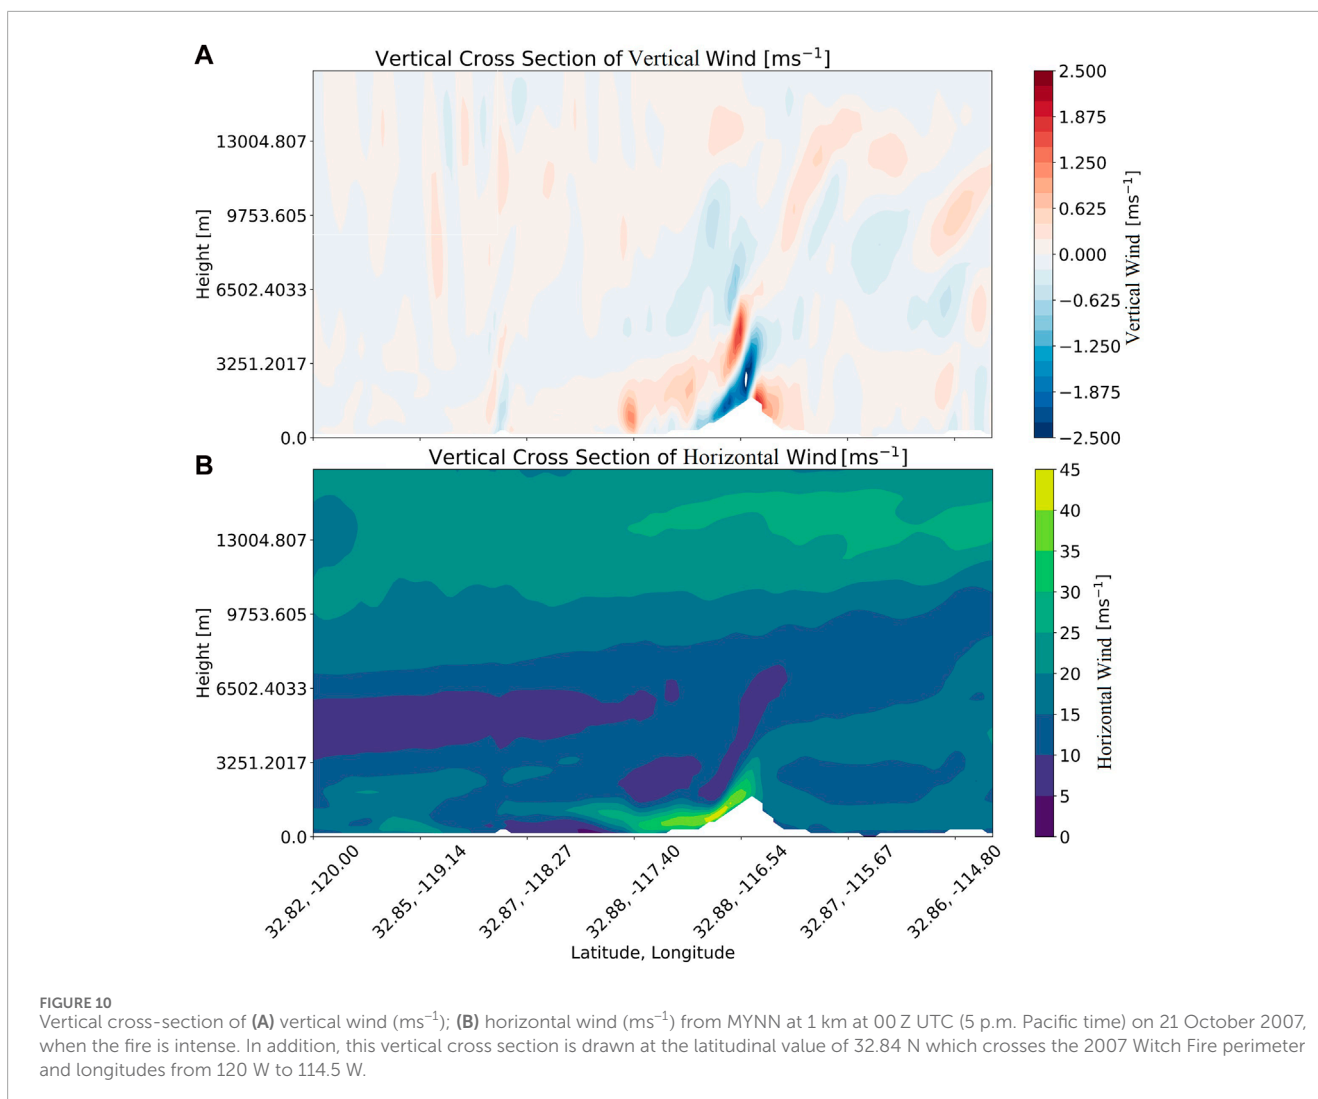 A
Vertical Cross Section of Vertical Wind [ms⁻¹]
Height [m]
13004.807
9753.605
6502.4033
3251.2017
0.0
2.500
1.875
1.250
0.625
0.000
−0.625
−1.250
−1.875
−2.500
Vertical Wind [ms⁻¹]
B
Vertical Cross Section of Horizontal Wind [ms⁻¹]
Height [m]
13004.807
9753.605
6502.4033
3251.2017
0.0
45
40
35
30
25
20
15
10
5
0
Horizontal Wind [ms⁻¹]
32.82, -120.00
32.85, -119.14
32.87, -118.27
32.88, -117.40
32.88, -116.54
32.87, -115.67
32.86, -114.80
Latitude, Longitude
FIGURE 10
Vertical cross-section of (A) vertical wind (ms⁻¹); (B) horizontal wind (ms⁻¹) from MYNN at 1 km at 00 Z UTC (5 p.m. Pacific time) on 21 October 2007,
when the fire is intense. In addition, this vertical cross section is drawn at the latitudinal value of 32.84 N which crosses the 2007 Witch Fire perimeter
and longitudes from 120 W to 114.5 W.